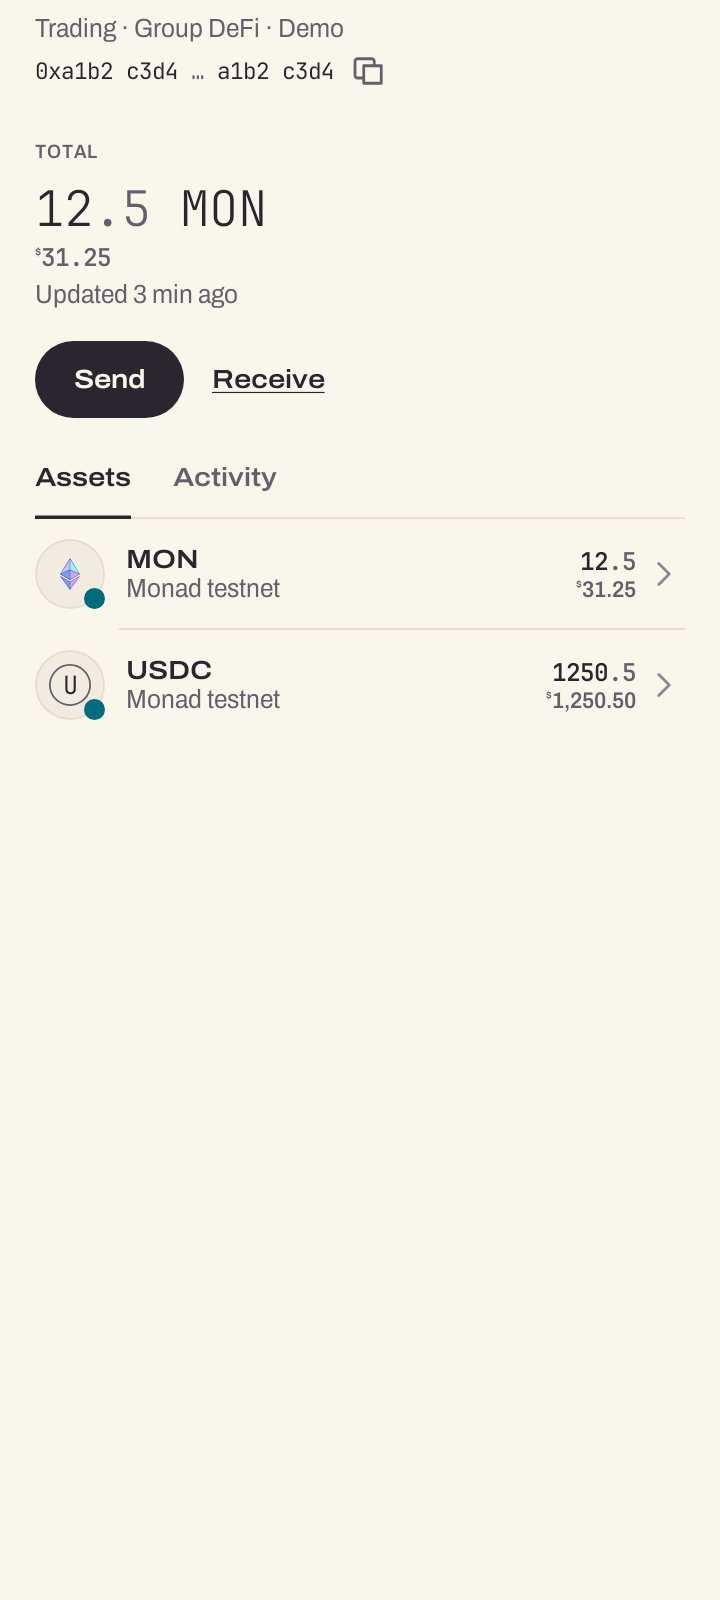 Trading · Group DeFi · Demo
0xa1b2 c3d4 … a1b2 c3d4
TOTAL
12.5 MON
$31.25
Updated 3 min ago
Send Receive
Assets Activity
MON 12.5
Monad testnet $31.25
U USDC 1250.5
Monad testnet $1,250.50